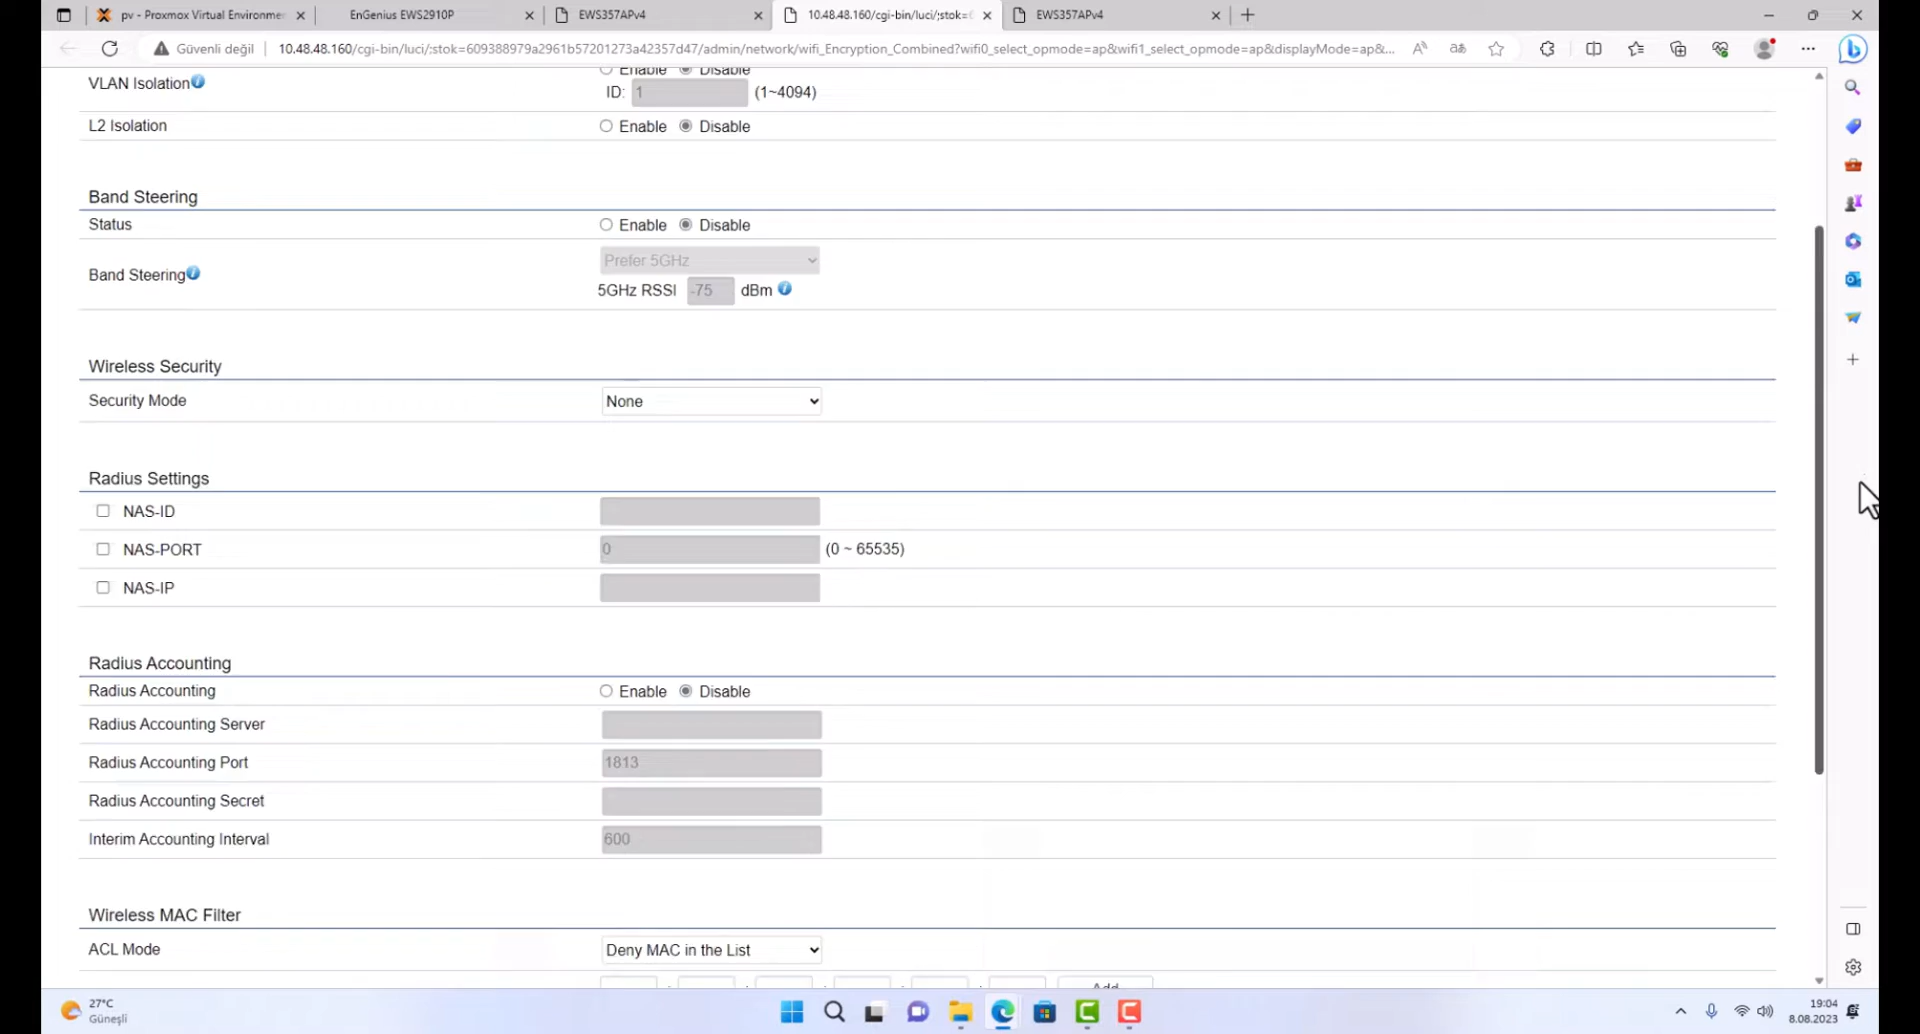 pv - Proxmox Virtual Environmen
EnGenius EWS2910P
EWS357APv4
10.48.48.160/cgi-bin/luci/;stok=6
EWS357APv4
Güvenli değil
10.48.48.160/cgi-bin/luci/;stok=609388979a2961b57201273a42357d47/admin/network/wifi_Encryption_Combined?wifi0_select_opmode=ap&wifi1_select_opmode=ap&displayMode=ap&...
Enable Disable
VLAN Isolation
ID: 1 (1~4094)
L2 Isolation Enable Disable
Band Steering
Status Enable Disable
Prefer 5GHz
Band Steering
5GHz RSSI -75 dBm
Wireless Security
Security Mode None
Radius Settings
NAS-ID
NAS-PORT 0 (0 ~ 65535)
NAS-IP
Radius Accounting
Radius Accounting Enable Disable
Radius Accounting Server
Radius Accounting Port 1813
Radius Accounting Secret
Interim Accounting Interval 600
Wireless MAC Filter
ACL Mode Deny MAC in the List
Add
27°C
Güneşli
19:04
8.08.2023